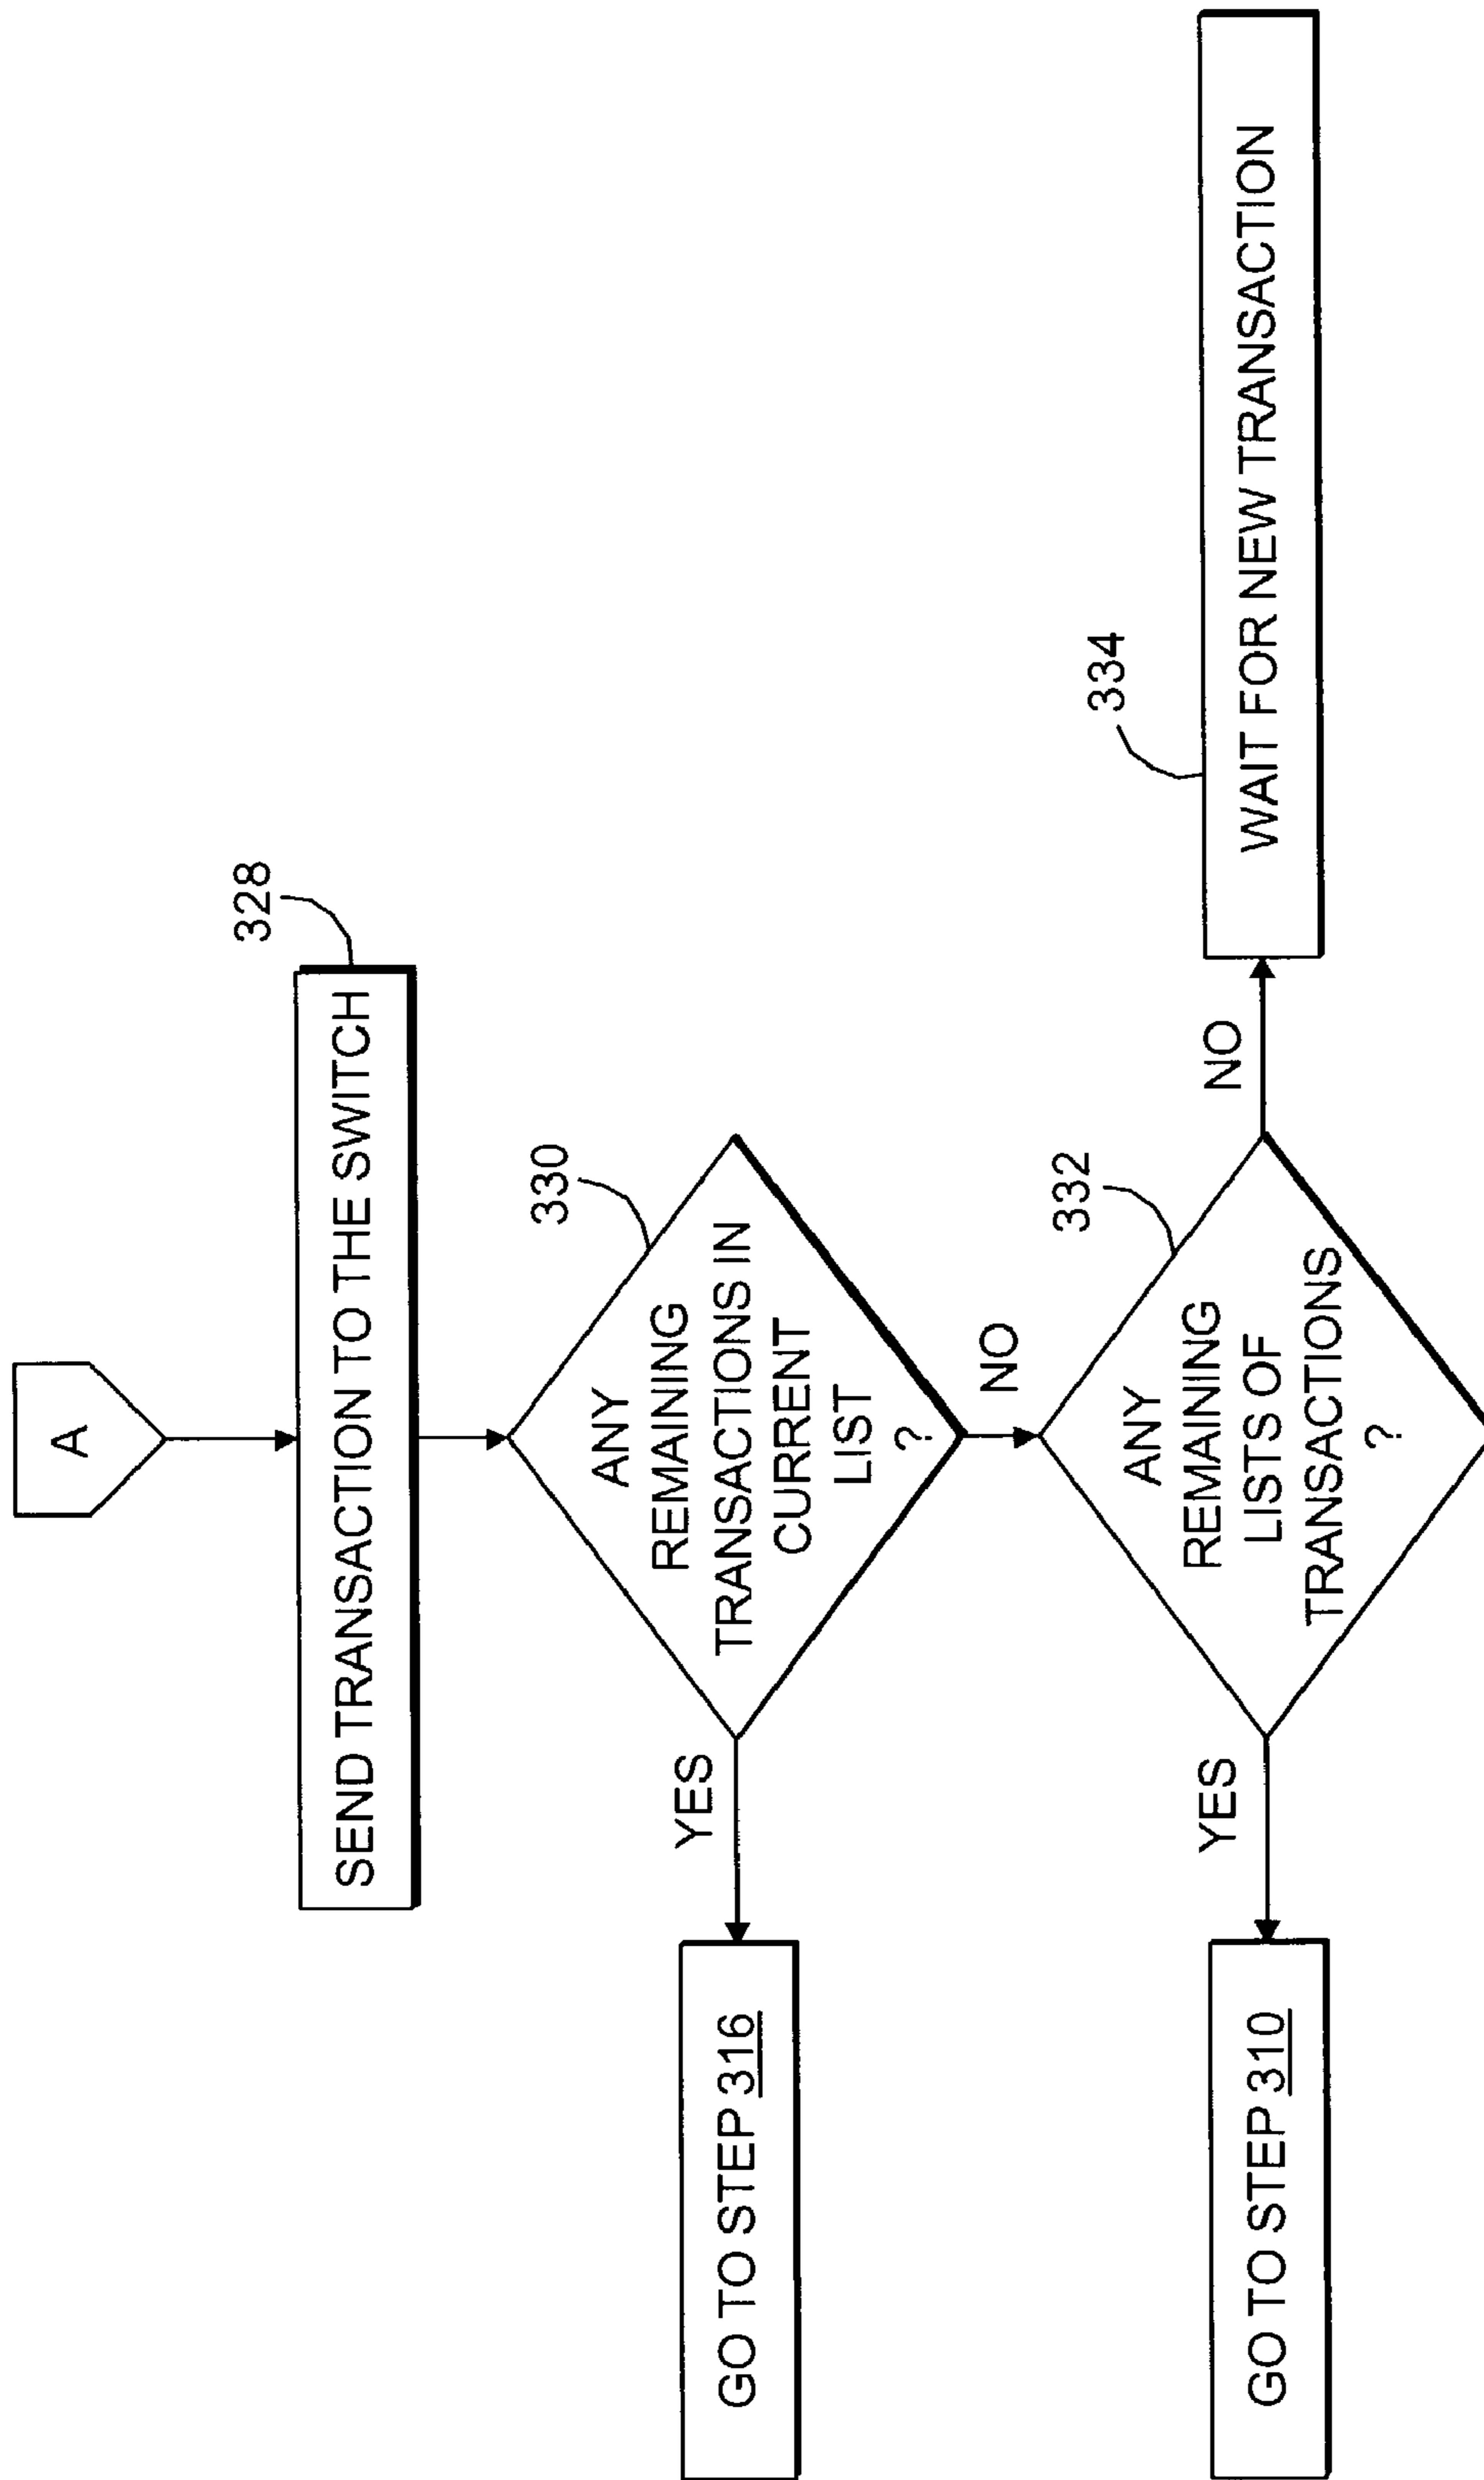 A
328
SEND TRANSACTION TO THE SWITCH
330
ANY
REMAINING
TRANSACTIONS IN
CURRENT
LIST
?
YES
GO TO STEP 316
NO
332
ANY
REMAINING
LISTS OF
TRANSACTIONS
?
YES
GO TO STEP 310
NO
334
WAIT FOR NEW TRANSACTION